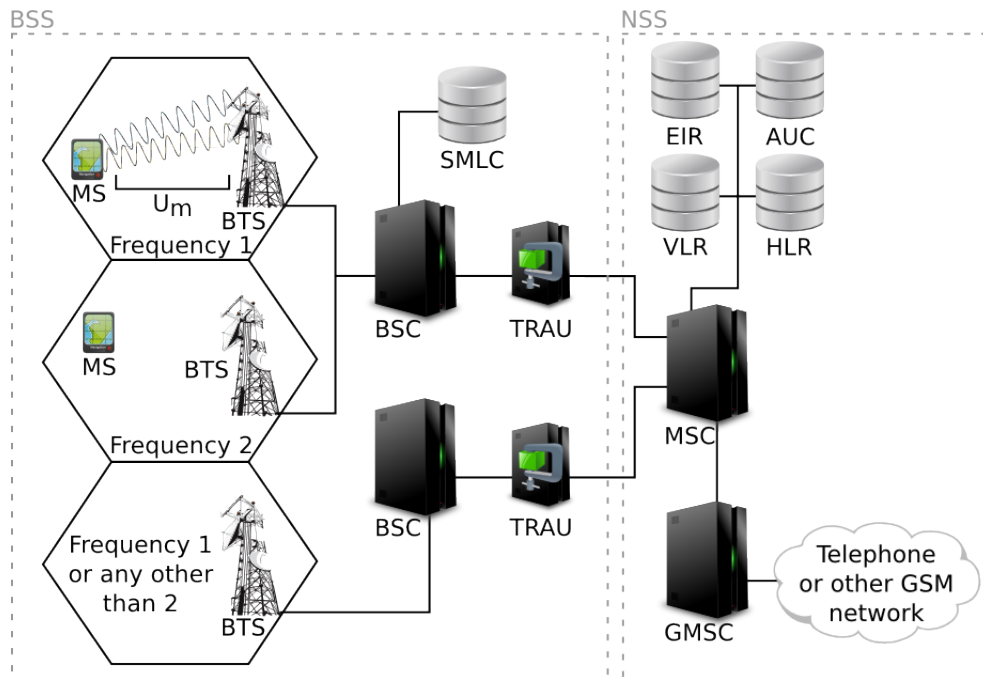 BSS
NSS
EIR
AUC
SMLC
MS
Um
BTS
VLR
HLR
Frequency 1
BSC
TRAU
MS
BTS
MSC
Frequency 2
BSC
TRAU
Frequency 1
or any other
than 2
BTS
Telephone
or other GSM
network
GMSC